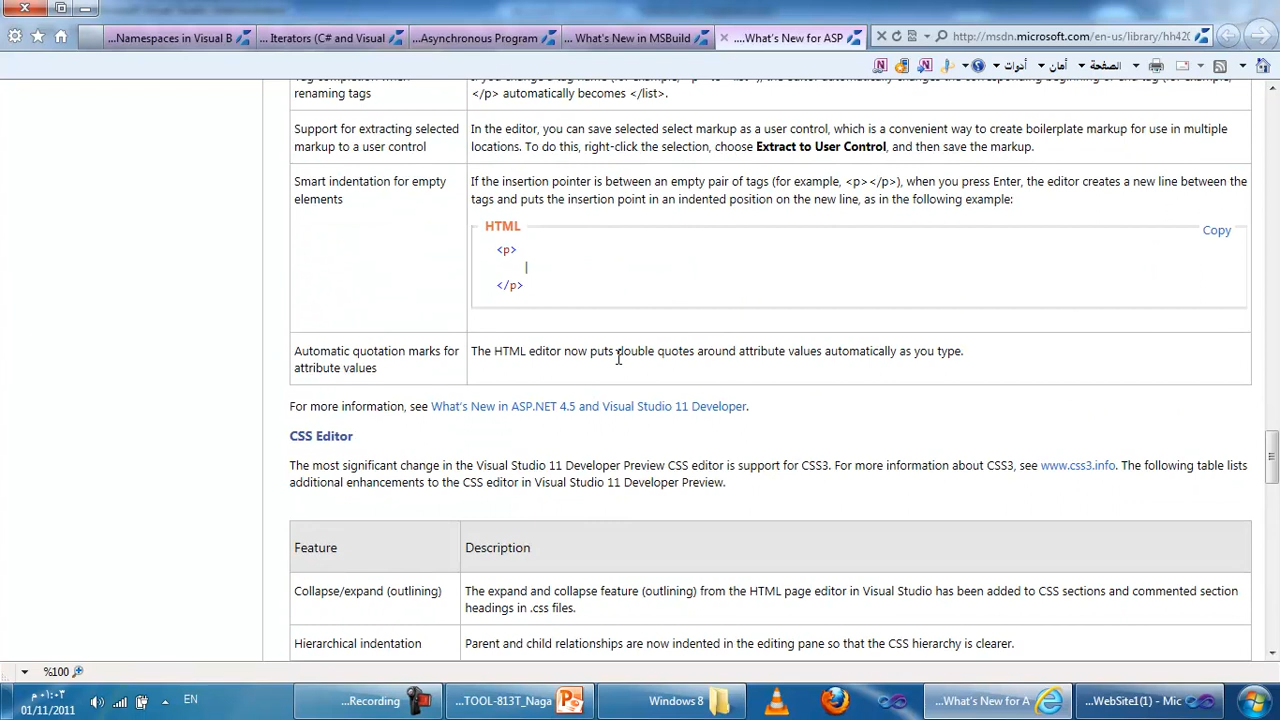 ...Namespaces in Visual B
... Iterators (C# and Visual
...Asynchronous Program
... What's New in MSBuild
....What's New for ASP
http://msdn.microsoft.com/en-us/library/hh420
الصفحة
أمان
أدوات
renaming tags
</p> automatically becomes </list>.
Support for extracting selected
markup to a user control
In the editor, you can save selected select markup as a user control, which is a convenient way to create boilerplate markup for use in multiple
locations. To do this, right-click the selection, choose Extract to User Control, and then save the markup.
Smart indentation for empty
elements
If the insertion pointer is between an empty pair of tags (for example, <p></p>), when you press Enter, the editor creates a new line between the
tags and puts the insertion point in an indented position on the new line, as in the following example:
HTML
Copy
<p>
|
</p>
Automatic quotation marks for
attribute values
The HTML editor now puts double quotes around attribute values automatically as you type.
For more information, see What's New in ASP.NET 4.5 and Visual Studio 11 Developer.
CSS Editor
The most significant change in the Visual Studio 11 Developer Preview CSS editor is support for CSS3. For more information about CSS3, see www.css3.info. The following table lists
additional enhancements to the CSS editor in Visual Studio 11 Developer Preview.
Feature
Description
Collapse/expand (outlining)
The expand and collapse feature (outlining) from the HTML page editor in Visual Studio has been added to CSS sections and commented section
headings in .css files.
Hierarchical indentation
Parent and child relationships are now indented in the editing pane so that the CSS hierarchy is clearer.
%100
٠١:٠٣ م
01/11/2011
EN
...Recording
...TOOL-813T_Naga
Windows 8
...What's New for A
...WebSite1(1) - Mic